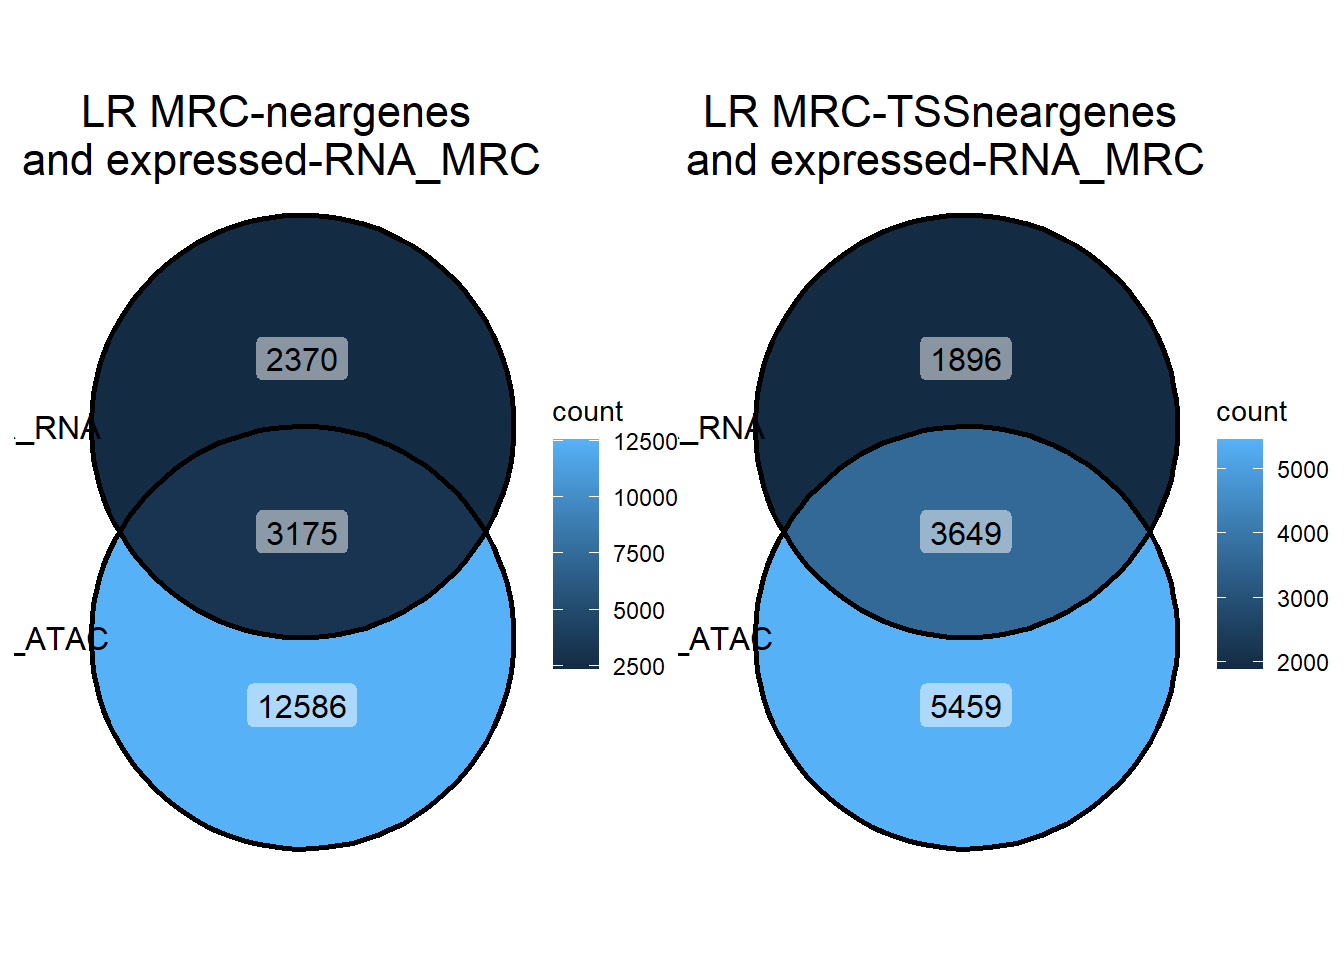 LR MRC-neargenes
and expressed-RNA_MRC
2370
_RNA
3175
_ATAC
12586
count
12500
10000
7500
5000
2500
LR MRC-TSSneargenes
and expressed-RNA_MRC
1896
_RNA
3649
_ATAC
5459
count
5000
4000
3000
2000